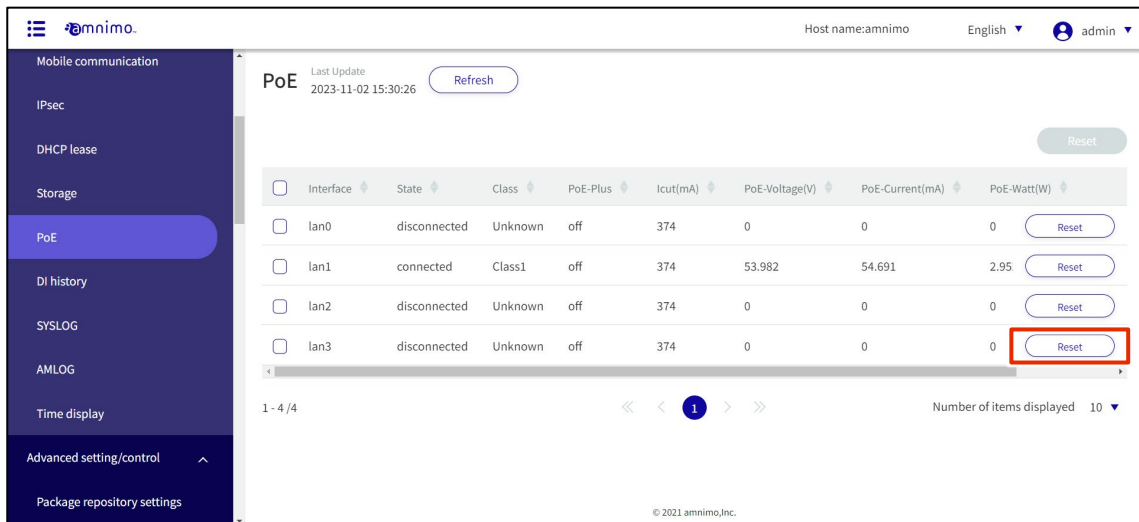 amnimo Host name:amnimo English admin
Mobile communication
IPsec
DHCP lease
Storage
PoE
DI history
SYSLOG
AMLOG
Time display
Advanced setting/control
Package repository settings
PoE Last Update
2023-11-02 15:30:26 Refresh
Reset
Interface State Class PoE-Plus Icut(mA) PoE-Voltage(V) PoE-Current(mA) PoE-Watt(W)
lan0 disconnected Unknown off 374 0 0 0 Reset
lan1 connected Class1 off 374 53.982 54.691 2.95 Reset
lan2 disconnected Unknown off 374 0 0 0 Reset
lan3 disconnected Unknown off 374 0 0 0 Reset
1 - 4 /4 1 Number of items displayed 10
© 2021 amnimo,Inc.